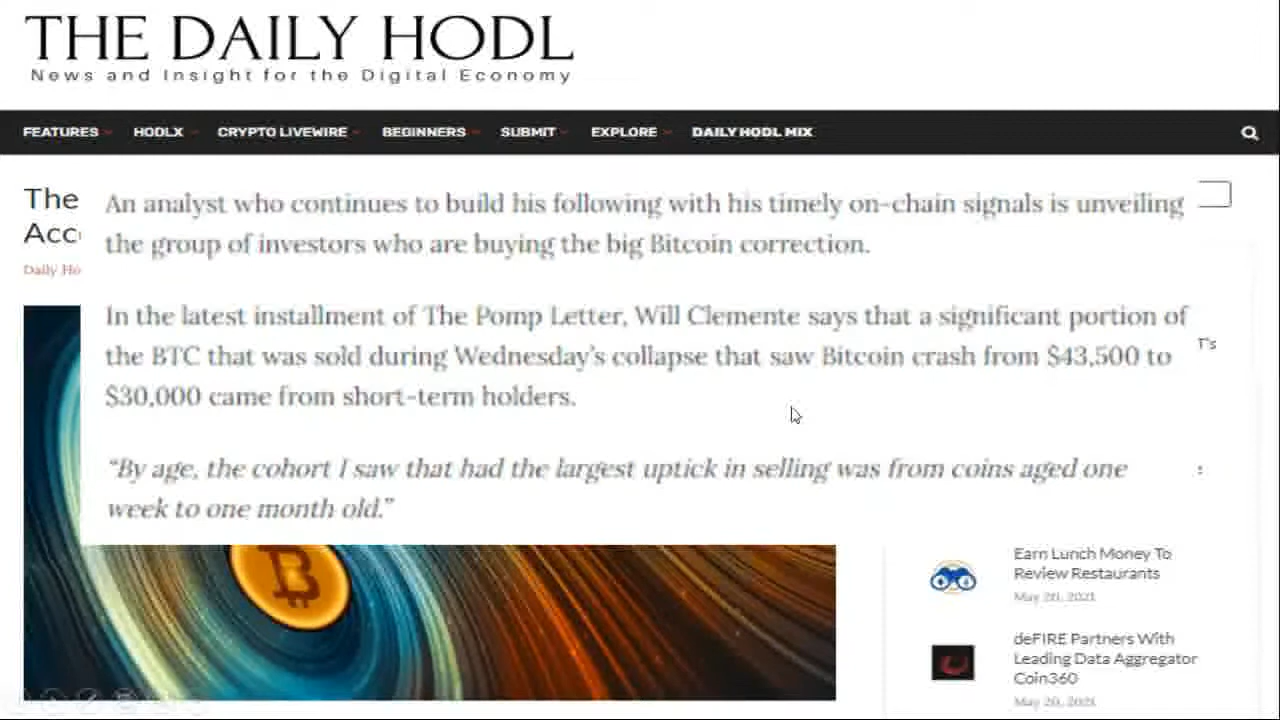 THE DAILY HODL
News and Insight for the Digital Economy
FEATURES HODLX CRYPTO LIVEWIRE BEGINNERS SUBMIT EXPLORE DAILY HODL MIX
The
An analyst who continues to build his following with his timely on-chain signals is unveiling
the group of investors who are buying the big Bitcoin correction.
Daily Ho
In the latest installment of The Pomp Letter, Will Clemente says that a significant portion of
the BTC that was sold during Wednesday's collapse that saw Bitcoin crash from $43,500 to
$30,000 came from short-term holders.
"By age, the cohort I saw that had the largest uptick in selling was from coins aged one
week to one month old."
Earn Lunch Money To
Review Restaurants
May 20, 2021
deFIRE Partners With
Leading Data Aggregator
Coin360
May 20, 2021